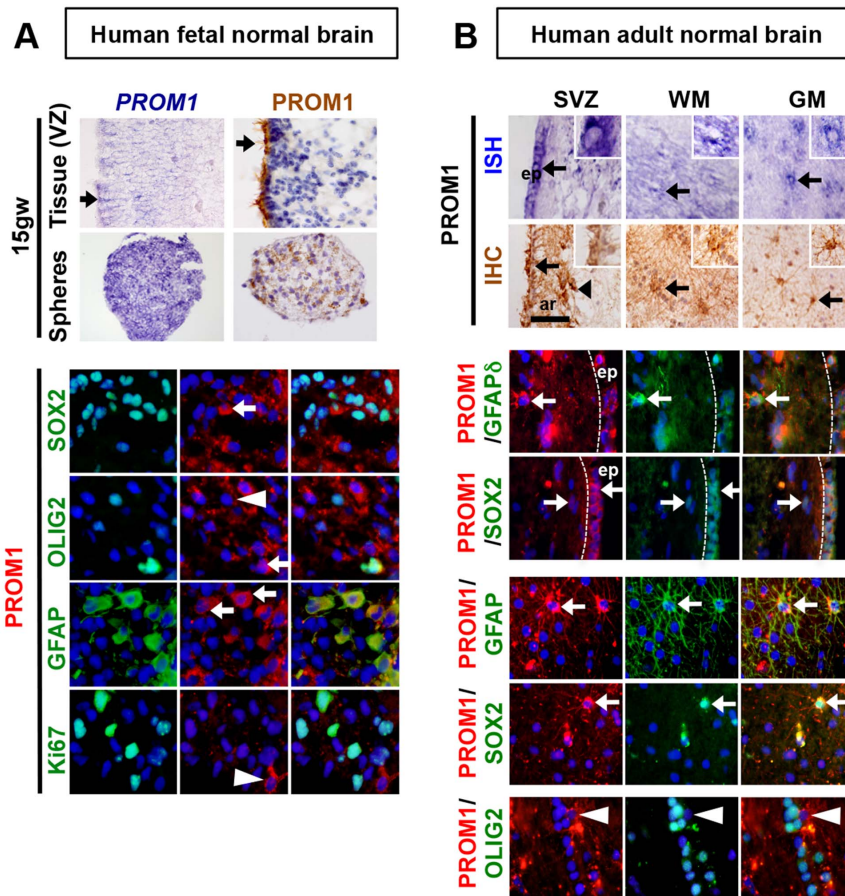 A
Human fetal normal brain
PROM1
PROM1
15gw
Tissue (VZ)
Spheres
PROM1
SOX2
OLIG2
GFAP
Ki67
B
Human adult normal brain
SVZ
WM
GM
PROM1
ISH
ep
IHC
ar
PROM1
/GFAPδ
ep
PROM1
/SOX2
ep
PROM1/
GFAP
PROM1/
SOX2
PROM1/
OLIG2